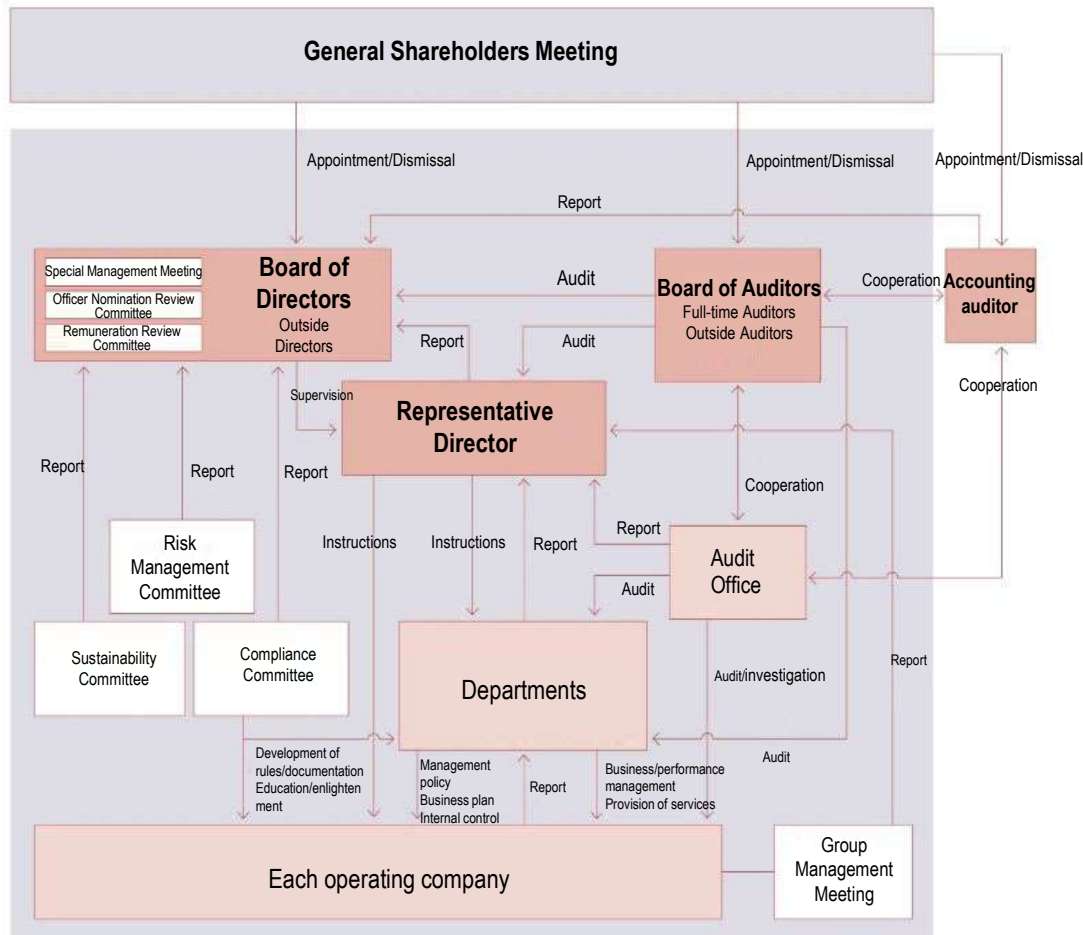 General Shareholders Meeting
Appointment/Dismissal
Appointment/Dismissal
Appointment/Dismissal
Report
Special Management Meeting
Officer Nomination Review
Committee
Remuneration Review
Committee
Board of
Directors
Outside
Directors
Audit
Board of Auditors
Full-time Auditors
Outside Auditors
Cooperation
Accounting
auditor
Report
Audit
Cooperation
Supervision
Representative
Director
Report
Report
Report
Cooperation
Risk
Management
Committee
Instructions
Instructions
Report
Report
Audit
Office
Audit
Sustainability
Committee
Compliance
Committee
Departments
Audit/investigation
Report
Development of
rules/documentation
Education/enlighten
ment
Management
policy
Business plan
Internal control
Report
Business/performance
management
Provision of services
Audit
Each operating company
Group
Management
Meeting